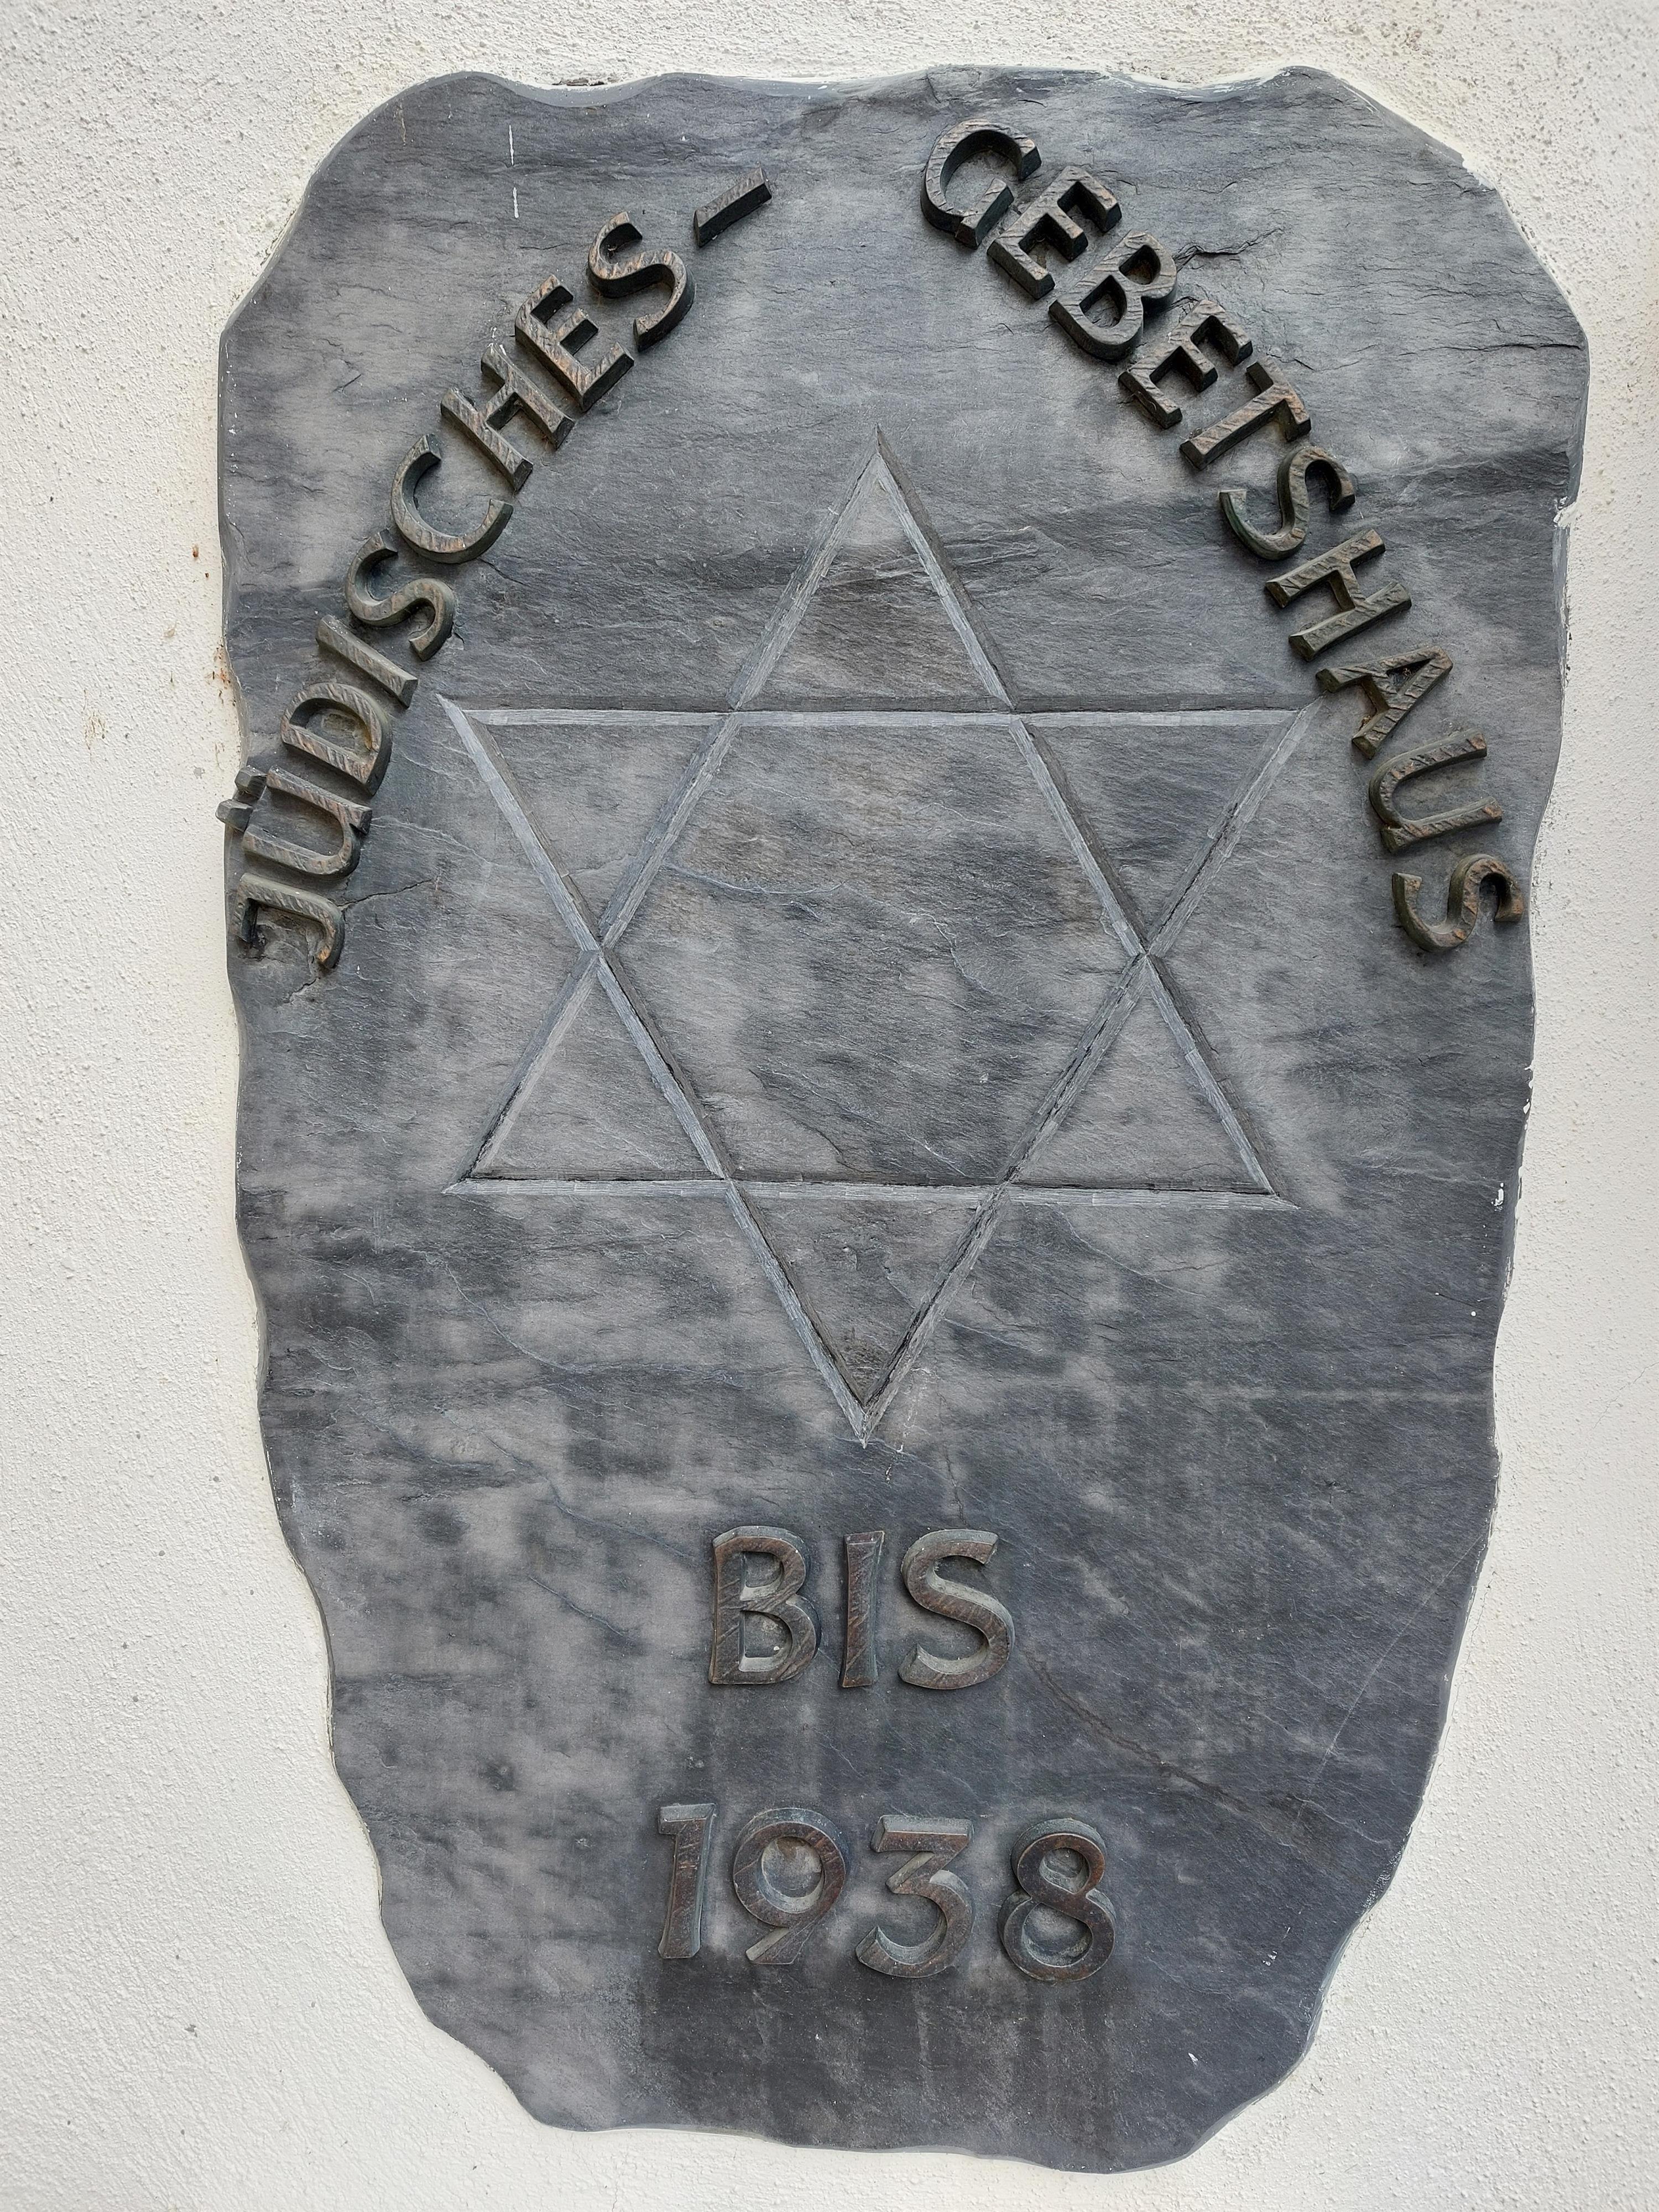 JÜDISCHES- GEBETSHAUS
BIS
1938